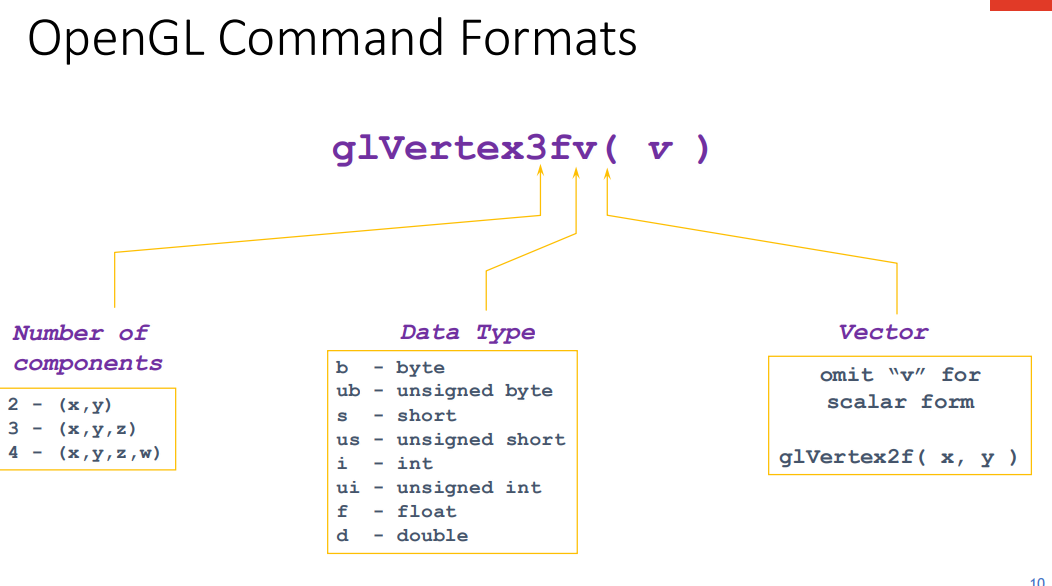 OpenGL Command Formats
glVertex3fv( v )
Number of
components
2 - (x,y)
3 - (x,y,z)
4 - (x,y,z,w)
Data Type
b - byte
ub - unsigned byte
s - short
us - unsigned short
i - int
ui - unsigned int
f - float
d - double
Vector
omit “v” for
scalar form
glVertex2f( x, y )
10